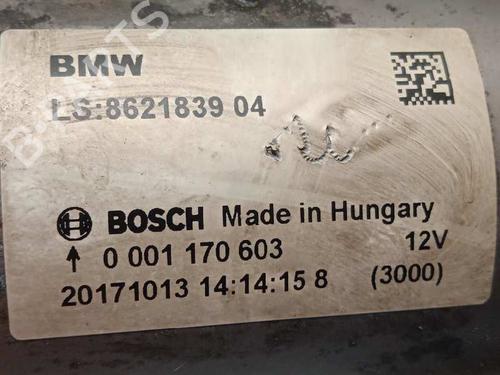 BMW
LS:8621839 04
BOSCH Made in Hungary
0 001 170 603 12V
20171013 14:14:15 8 (3000)